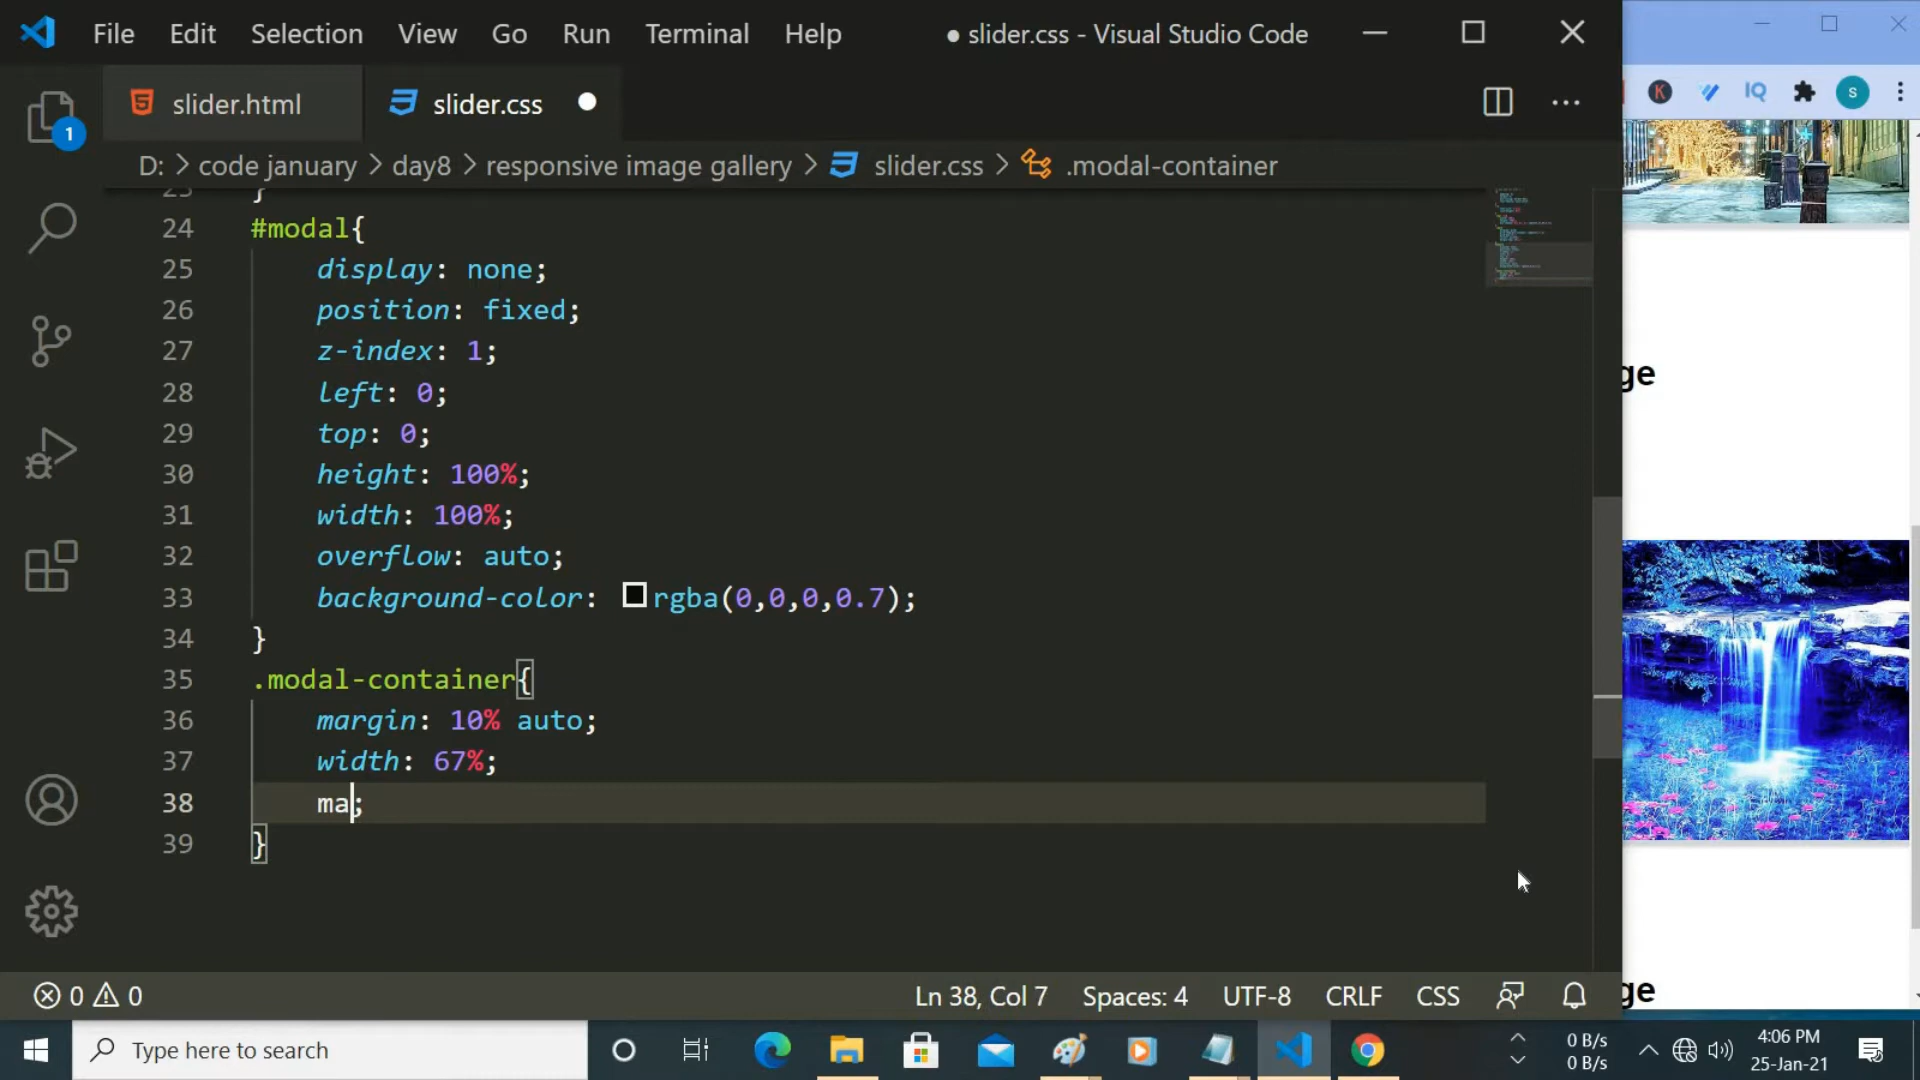 File Edit Selection View Go Run Terminal Help ● slider.css - Visual Studio Code
slider.html slider.css
D: > code january > day8 > responsive image gallery > slider.css > .modal-container
23 }
24 #modal{
25 display: none;
26 position: fixed;
27 z-index: 1;
28 left: 0;
29 top: 0;
30 height: 100%;
31 width: 100%;
32 overflow: auto;
33 background-color: rgba(0,0,0,0.7);
34 }
35 .modal-container{
36 margin: 10% auto;
37 width: 67%;
38 ma;
39 }
1
K
IQ
s
ge
ge
0 0 Ln 38, Col 7 Spaces: 4 UTF-8 CRLF CSS
Type here to search
0 B/s
0 B/s
4:06 PM
25-Jan-21